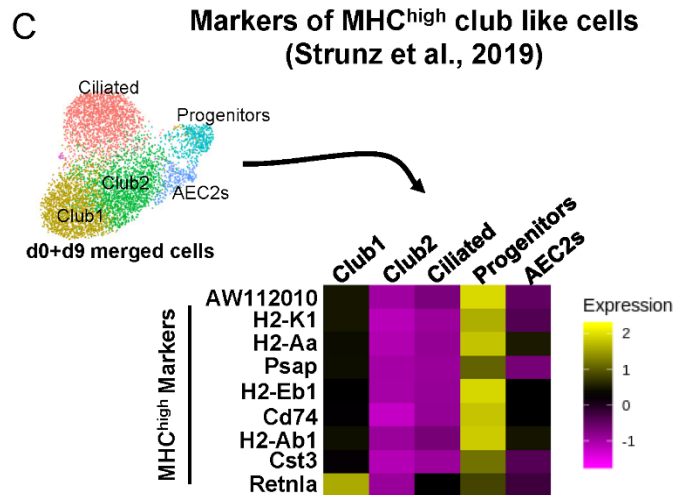 C
Markers of MHChigh club like cells
(Strunz et al., 2019)
Ciliated
Progenitors
Club2
AEC2s
Club1
d0+d9 merged cells
Club1
Club2
Ciliated
Progenitors
AEC2s
MHChigh Markers
AW112010
H2-K1
H2-Aa
Psap
H2-Eb1
Cd74
H2-Ab1
Cst3
Retnla
Expression
2
1
0
-1